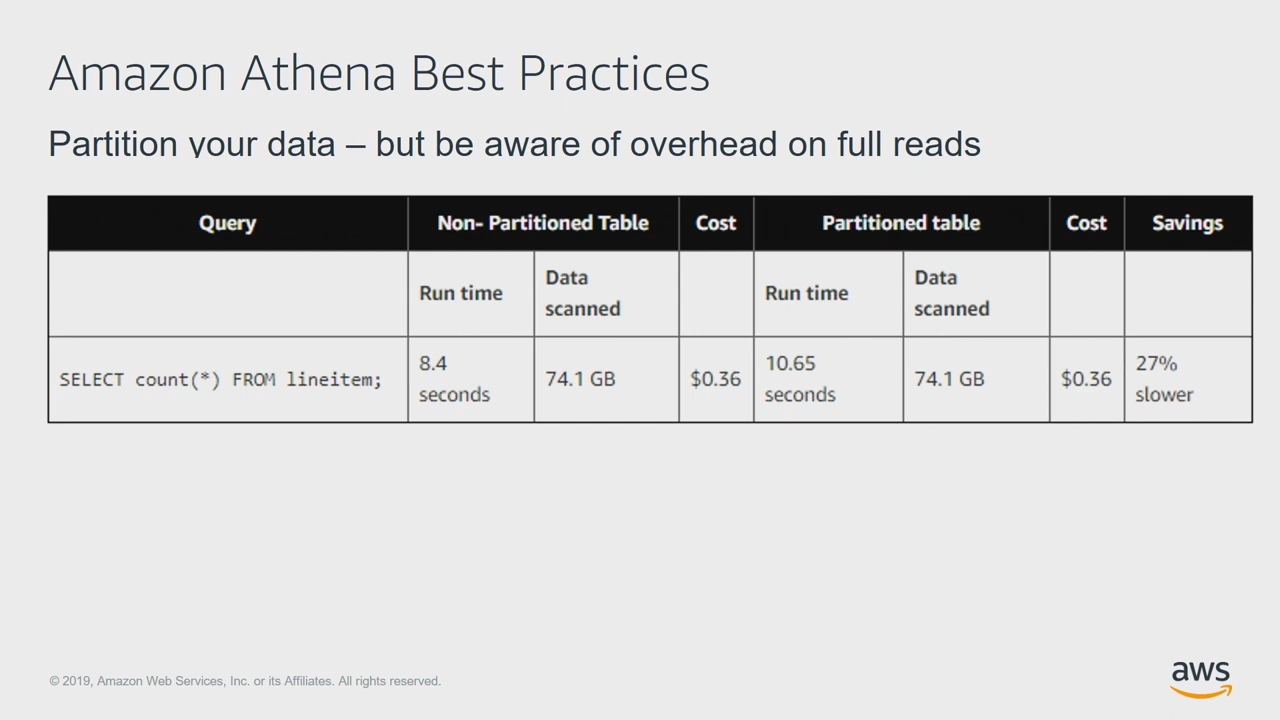 Amazon Athena Best Practices
Partition your data – but be aware of overhead on full reads
Query Non- Partitioned Table Cost Partitioned table Cost Savings
Run time Data scanned Run time Data scanned
SELECT count(*) FROM lineitem; 8.4 seconds 74.1 GB $0.36 10.65 seconds 74.1 GB $0.36 27% slower
© 2019, Amazon Web Services, Inc. or its Affiliates. All rights reserved.
aws